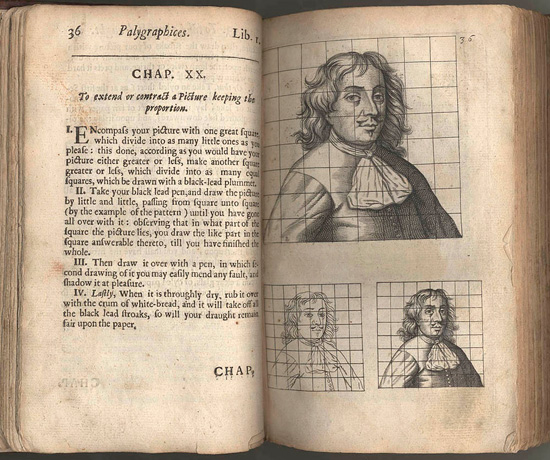 36 Palygraphices. Lib. 1.
36
CHAP. XX.
To extend or contract a Picture keeping the
proportion.
I. ENcompass your picture with one great square,
which divide into as many little ones as you
please: this done, according as you would have your
picture either greater or less, make another square
greater or less, which divide into as many equal
squares, which be drawn with a black-lead plummet.
II. Take your black lead pen, and draw the picture
by little and little, passing from square unto square
(by the example of the pattern) until you have gone
all over with it: observing that in what part of the
square the picture lies, you draw the like part in the
square answerable thereto, till you have finished the
whole.
III. Then draw it over with a pen, in which se-
cond drawing of it you may easily mend any fault, and
shadow it at pleasure.
IV. Lastly, When it is throughly dry, rub it over
with the crum of white-bread, and it will take off all
the black lead stroaks, so will your draught remain
fair upon the paper,
CHAP,